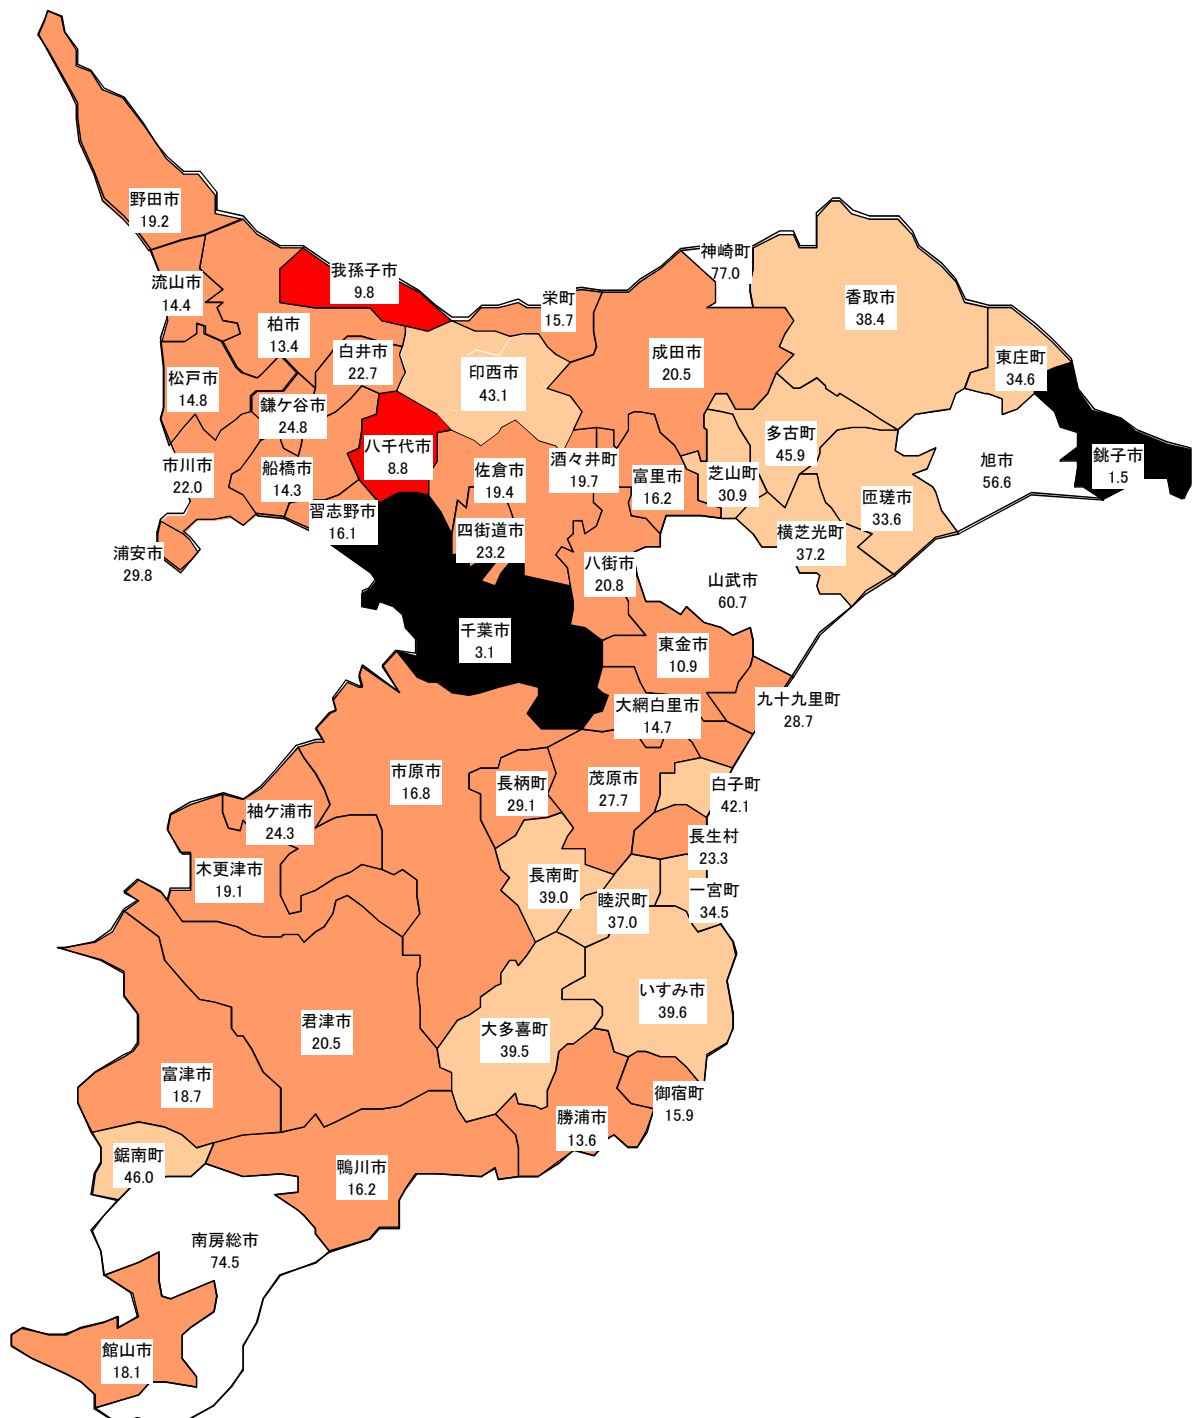 野田市
19.2
流山市
14.4
我孫子市
9.8
柏市
13.4
栄町
15.7
神崎町
77.0
香取市
38.4
白井市
22.7
松戸市
14.8
鎌ケ谷市
24.8
印西市
43.1
成田市
20.5
東庄町
34.6
市川市
22.0
船橋市
14.3
八千代市
8.8
佐倉市
19.4
酒々井町
19.7
富里市
16.2
芝山町
30.9
多古町
45.9
旭市
56.6
銚子市
1.5
習志野市
16.1
匝瑳市
33.6
横芝光町
37.2
浦安市
29.8
四街道市
23.2
八街市
20.8
山武市
60.7
千葉市
3.1
東金市
10.9
大網白里市
14.7
九十九里町
28.7
市原市
16.8
長柄町
29.1
茂原市
27.7
白子町
42.1
袖ケ浦市
24.3
長生村
23.3
木更津市
19.1
長南町
39.0
睦沢町
37.0
一宮町
34.5
いすみ市
39.6
君津市
20.5
大多喜町
39.5
富津市
18.7
御宿町
15.9
勝浦市
13.6
鋸南町
46.0
鴨川市
16.2
南房総市
74.5
館山市
18.1